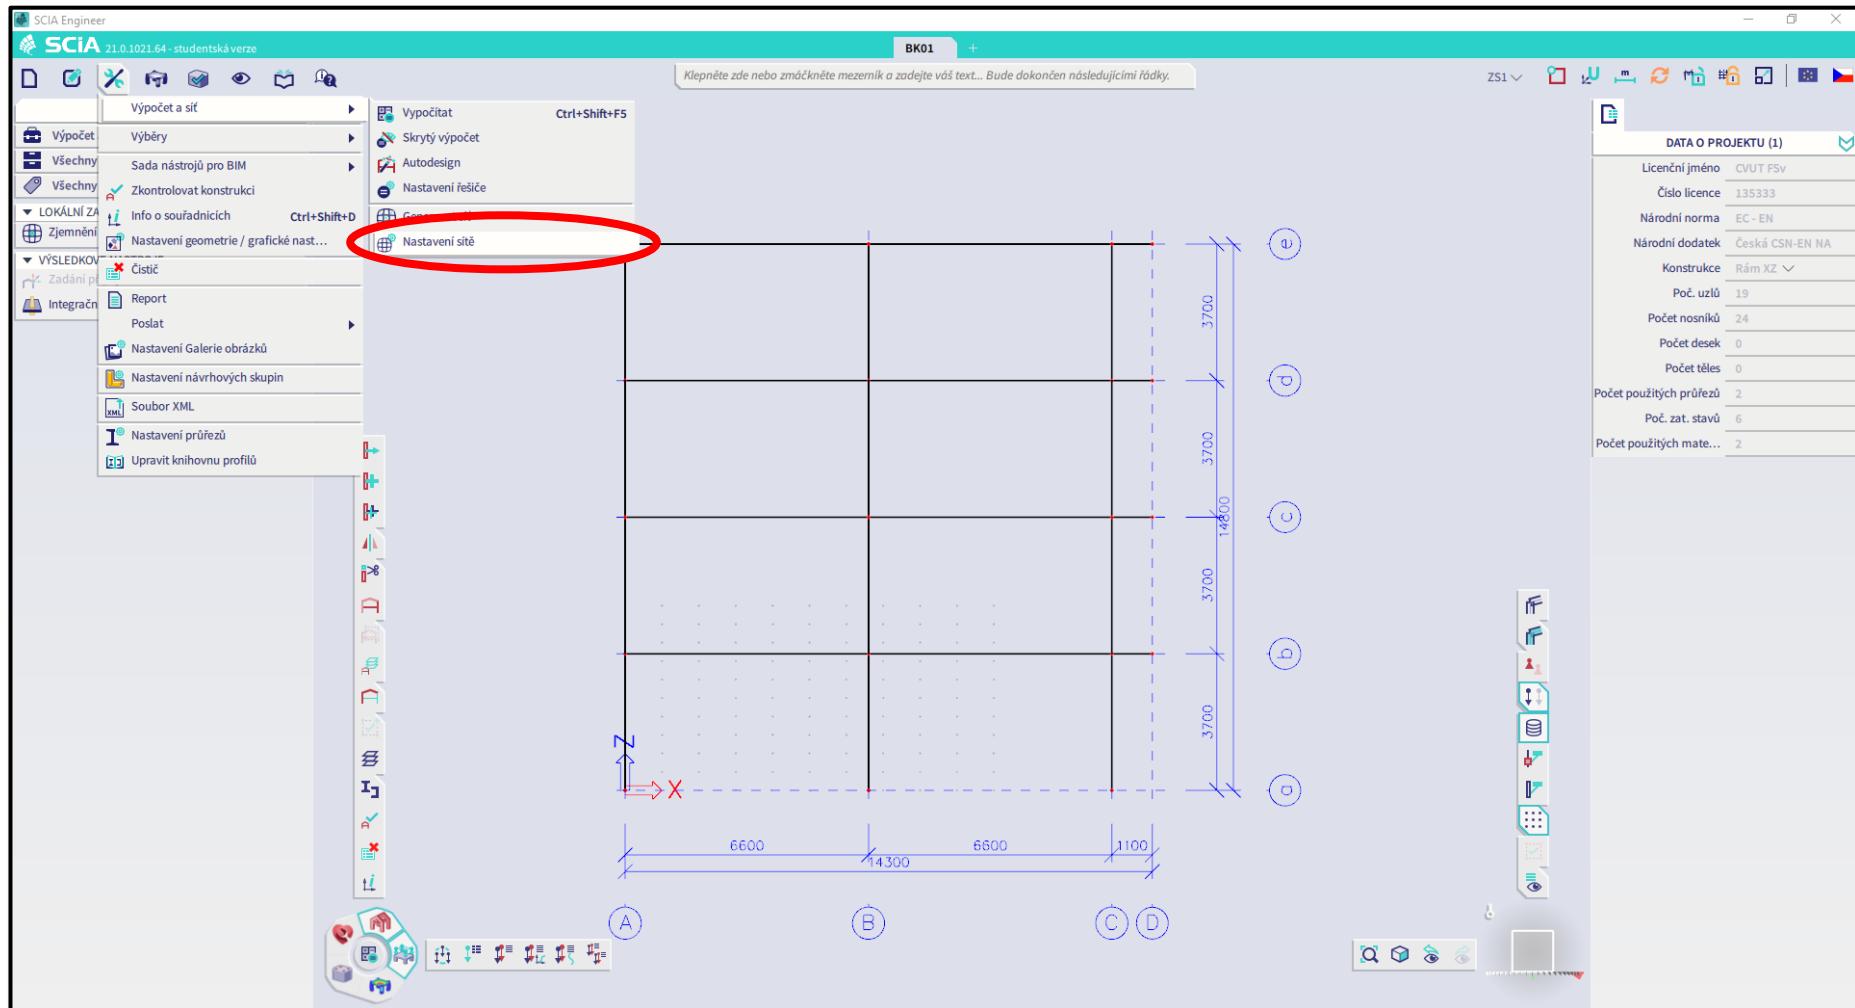 SCIA Engineer
SCiA 21.0.1021.64 - studentská verze
BK01
Klepněte zde nebo zmáčkněte mezerník a zadejte váš text... Bude dokončen následujícími řádky.
ZS1
Výpočet a síť
Výběry
Sada nástrojů pro BIM
Zkontrolovat konstrukci
Info o souřadnicích Ctrl+Shift+D
Nastavení geometrie / grafické nast...
Čistič
Report
Poslat
Nastavení Galerie obrázků
Nastavení návrhových skupin
Soubor XML
Nastavení průřezů
Upravit knihovnu profilů
Výpočet
Všechny
Všechny
LOKÁLNÍ ZA
Zjemnění
VÝSLEDKOV
Zadání p
Integračn
Vypočítat Ctrl+Shift+F5
Skrytý výpočet
Autodesign
Nastavení řešiče
Nastavení sítě
DATA O PROJEKTU (1)
Licenční jméno CVUT FSv
Číslo licence 135333
Národní norma EC - EN
Národní dodatek Česká CSN-EN NA
Konstrukce Rám XZ
Poč. uzlů 19
Počet nosníků 24
Počet desek 0
Počet těles 0
Počet použitých průřezů 2
Poč. zat. stavů 6
Počet použitých mate... 2
e
3700
d
3700
c
14800
3700
b
3700
a
Z
X
6600 6600 1100
14300
A B C D